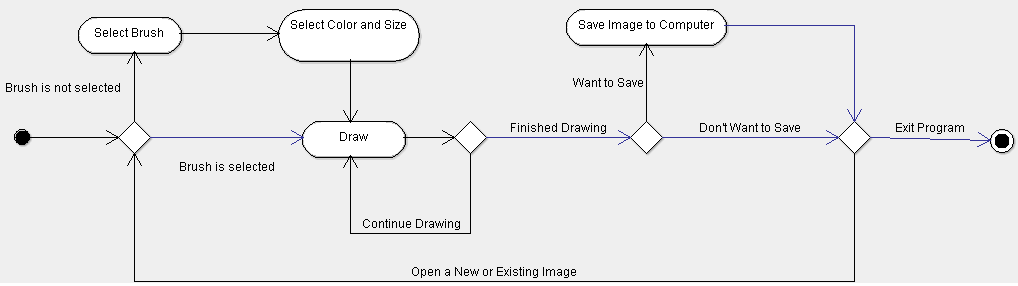 Select Brush
Select Color and Size
Save Image to Computer
Brush is not selected
Want to Save
Draw
Finished Drawing
Don't Want to Save
Exit Program
Brush is selected
Continue Drawing
Open a New or Existing Image